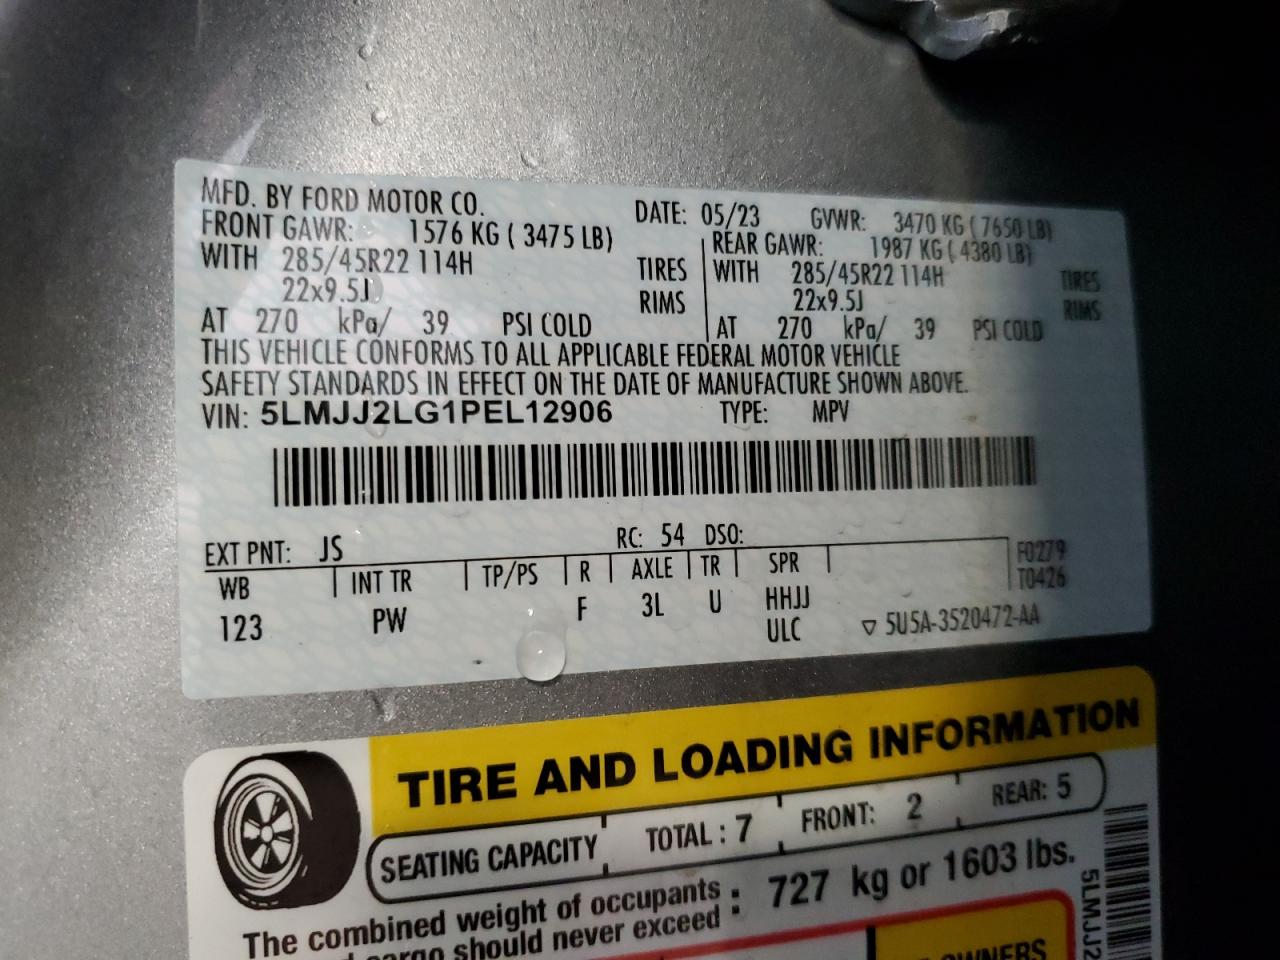 MFD. BY FORD MOTOR CO. DATE: 05/23 GVWR: 3470 KG ( 7650 LB)
FRONT GAWR: 1576 KG ( 3475 LB) REAR GAWR: 1987 KG ( 4380 LB)
WITH 285/45R22 114H TIRES WITH 285/45R22 114H TIRES
22x9.5J RIMS 22x9.5J RIMS
AT 270 kPa/ 39 PSI COLD AT 270 kPa/ 39 PSI COLD
THIS VEHICLE CONFORMS TO ALL APPLICABLE FEDERAL MOTOR VEHICLE
SAFETY STANDARDS IN EFFECT ON THE DATE OF MANUFACTURE SHOWN ABOVE.
VIN: 5LMJJ2LG1PEL12906 TYPE: MPV
EXT PNT: JS RC: 54 DSO:
WB INT TR TP/PS R AXLE TR SPR F0279
T0426
123 PW F 3L U HHJJ
ULC ▽ 5U5A-3520472-AA
TIRE AND LOADING INFORMATION
SEATING CAPACITY TOTAL : 7 FRONT: 2 REAR: 5
The combined weight of occupants
cargo should never exceed : 727 kg or 1603 lbs.
OWNERS
5LMJJ2